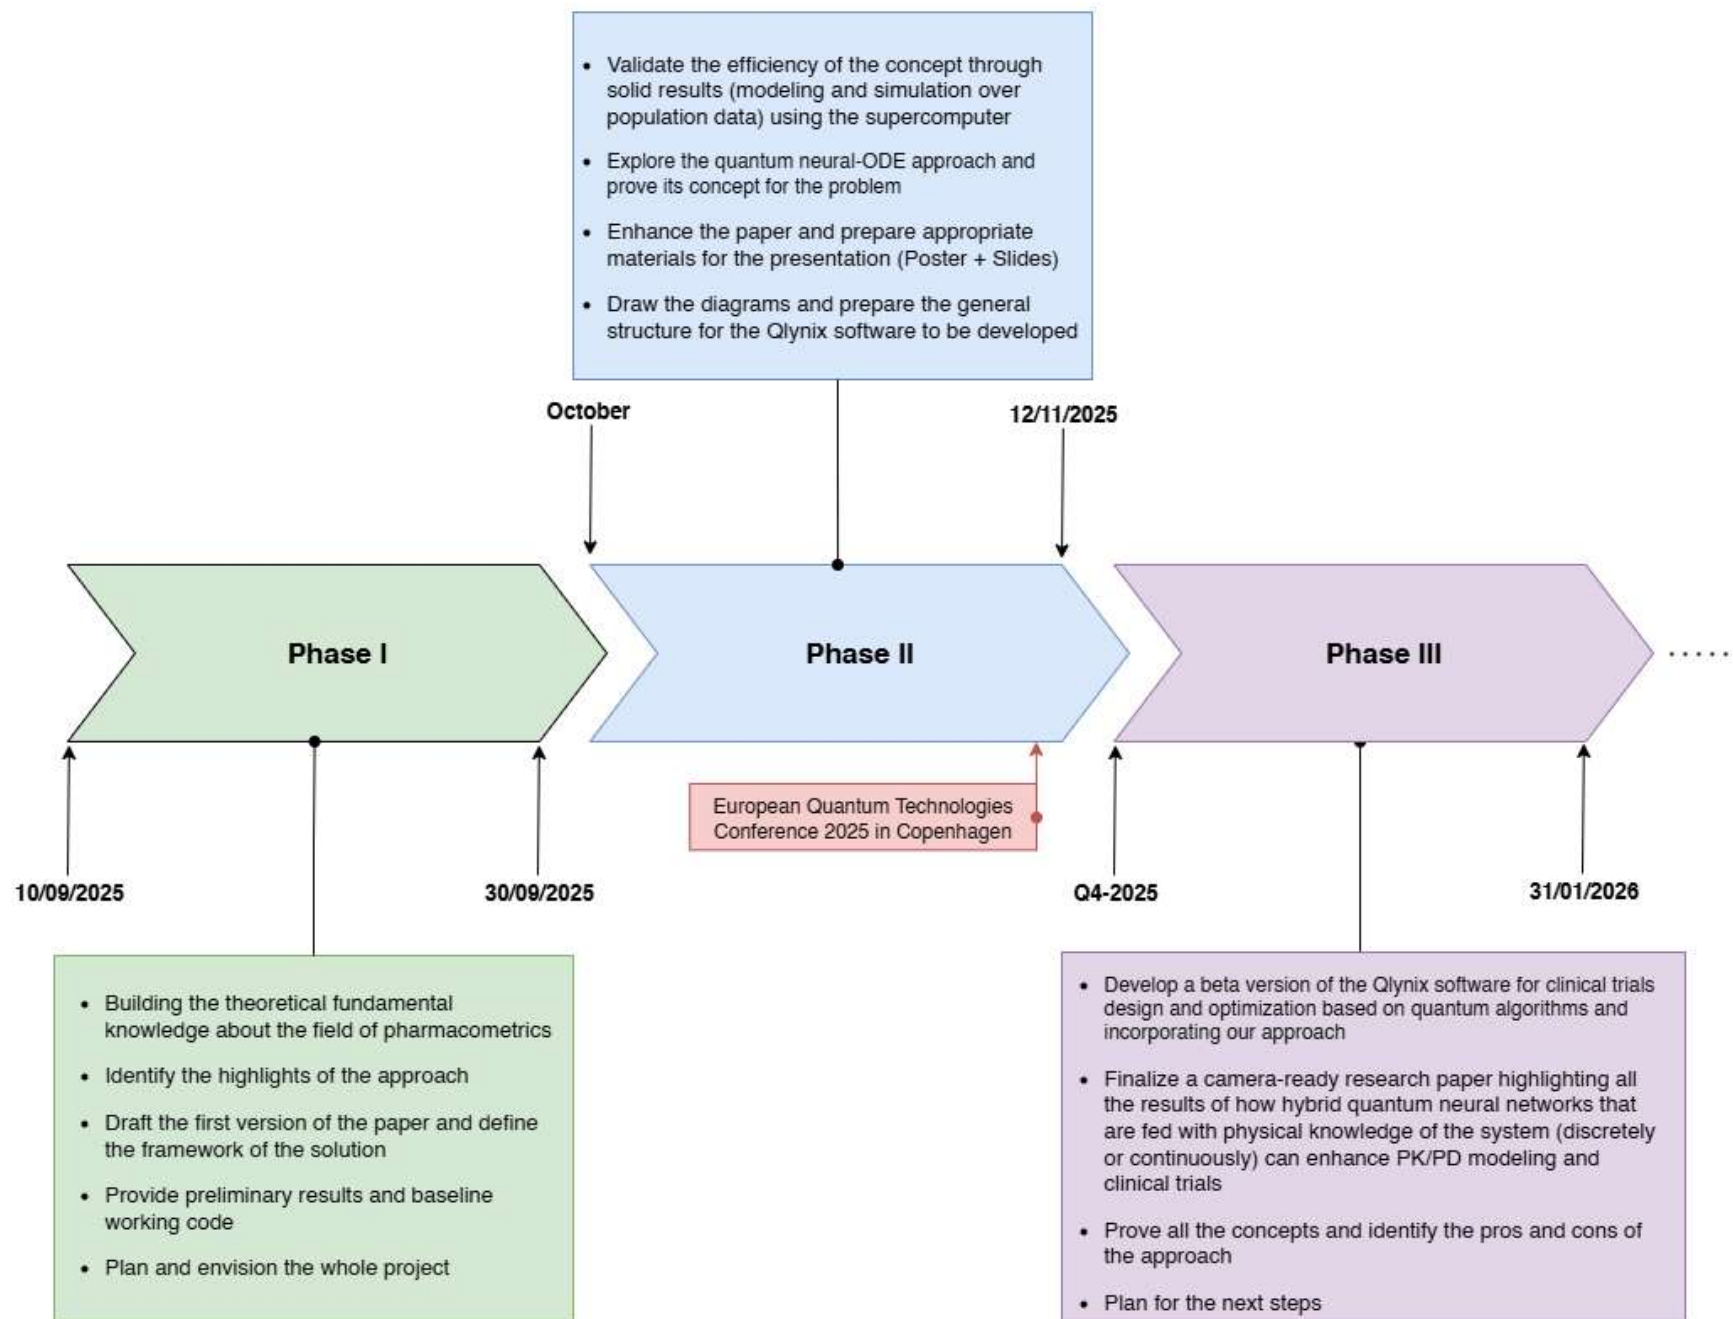 • Validate the efficiency of the concept through
solid results (modeling and simulation over
population data) using the supercomputer
• Explore the quantum neural-ODE approach and
prove its concept for the problem
• Enhance the paper and prepare appropriate
materials for the presentation (Poster + Slides)
• Draw the diagrams and prepare the general
structure for the Qlynix software to be developed
October
12/11/2025
Phase I
Phase II
Phase III
.....
European Quantum Technologies
Conference 2025 in Copenhagen
10/09/2025
30/09/2025
Q4-2025
31/01/2026
• Building the theoretical fundamental
knowledge about the field of pharmacometrics
• Identify the highlights of the approach
• Draft the first version of the paper and define
the framework of the solution
• Provide preliminary results and baseline
working code
• Plan and envision the whole project
• Develop a beta version of the Qlynix software for clinical trials
design and optimization based on quantum algorithms and
incorporating our approach
• Finalize a camera-ready research paper highlighting all
the results of how hybrid quantum neural networks that
are fed with physical knowledge of the system (discretely
or continuously) can enhance PK/PD modeling and
clinical trials
• Prove all the concepts and identify the pros and cons of
the approach
• Plan for the next steps